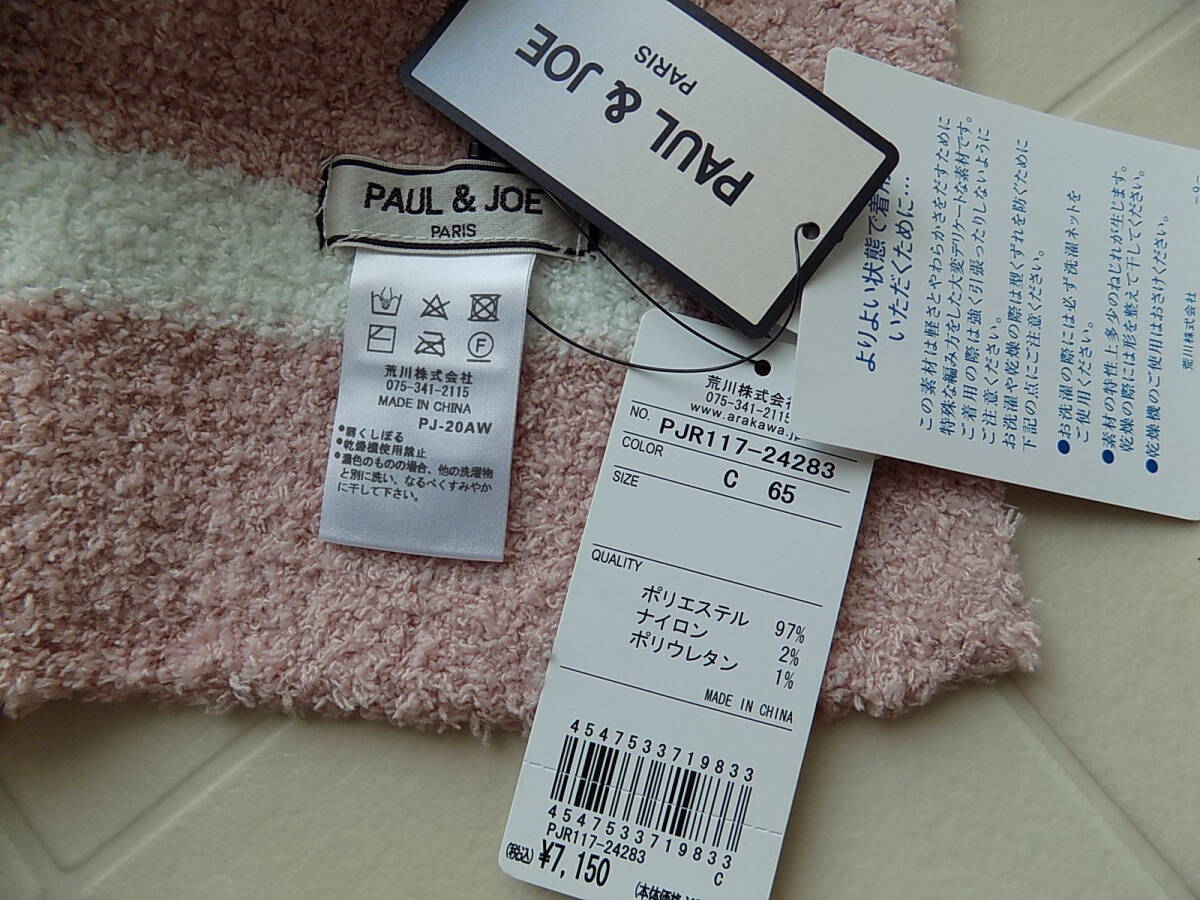 PAUL & JOE
PARIS
PAUL & JOE
PARIS
荒川株式会社
075-341-2115
MADE IN CHINA
PJ-20AW
●弱くしぼる
●乾燥機使用禁止
●濃色のものの場合、他の洗濯物
と別に洗い、なるべくすみやか
に干して下さい。
荒川株式会
075-341-2115
www.arakawa.jp
NO. PJR117-24283
COLOR C 65
SIZE
QUALITY
ポリエステル 97%
ナイロン 2%
ポリウレタン 1%
MADE IN CHINA
4547533719833
4547533719833
PJR117-24283 C
(税込) ¥7,150
(本体価格
よりよい状態で着用
いただくために…
この素材は軽さとやわらかさをだすために
特殊な編み方をした大変デリケートな素材です。
ご着用の際は強く引張ったりしないように
ご注意ください。
お洗濯や乾燥の際は型くずれを防ぐために
下記の点にご注意ください。
●お洗濯の際には必ず洗濯ネットを
ご使用ください。
●素材の特性上多少のねじれが生じます。
乾燥の際には形を整えて干してください。
●乾燥機のご使用はおさけください。
荒川株式会社